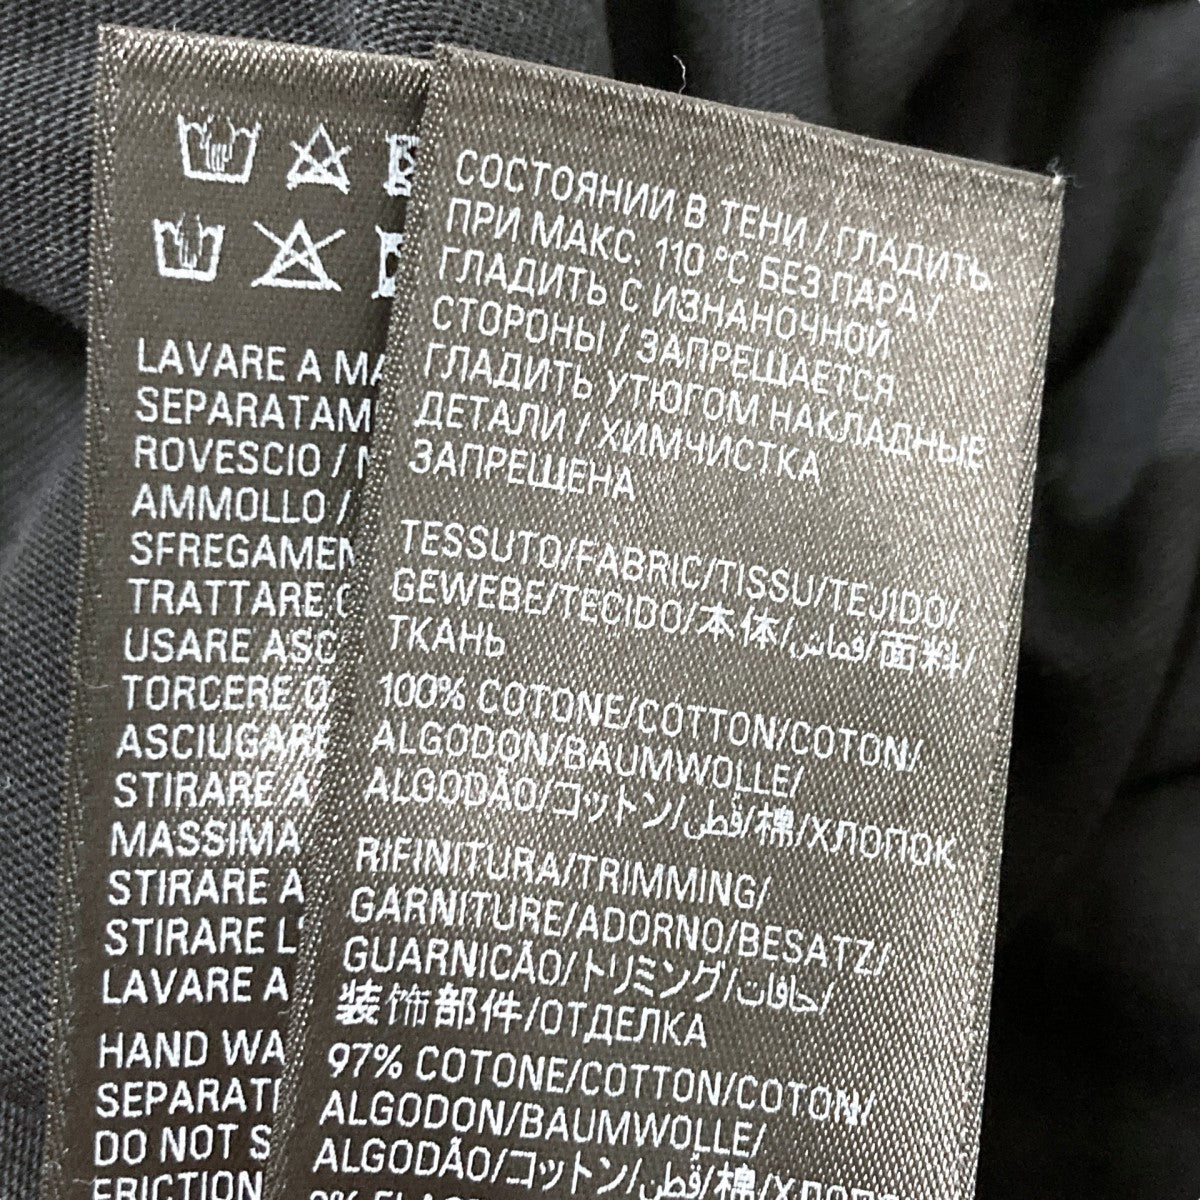 LAVARE A
SEPARATAM
ROVESCIO /
AMMOLLO /
SFREGAMEN
TRATTARE
USARE ASC
TORCERE O
ASCIUGARE
STIRARE A
MASSIMA
STIRARE A
STIRARE L'
LAVARE A
HAND WA
SEPARAT
DO NOT S
FRICTION
СОСТОЯНИИ В ТЕНИ / ГЛАДИТЬ
ПРИ МАКС. 110 °C БЕЗ ПАРА /
ГЛАДИТЬ С ИЗНАНОЧНОЙ
СТОРОНЫ / ЗАПРЕЩАЕТСЯ
ГЛАДИТЬ УТЮГОМ НАКЛАДНЫЕ
ДЕТАЛИ / ХИМЧИСТКА
ЗАПРЕЩЕНА
TESSUTO/FABRIC/TISSU/TEJIDO/
GEWEBE/TECIDO/本体/قماش/面料/
ТКАНЬ
100% COTONE/COTTON/COTON/
ALGODON/BAUMWOLLE/
ALGODÃO/コットン/قطن/棉/ХЛОПОК
RIFINITURA/TRIMMING/
GARNITURE/ADORNO/BESATZ/
GUARNICÃO/トリミング/حافات/
装饰部件/ОТДЕЛКА
97% COTONE/COTTON/COTON/
ALGODON/BAUMWOLLE/
ALGODÃO/コットン/قطن/棉/ХЛОПОК